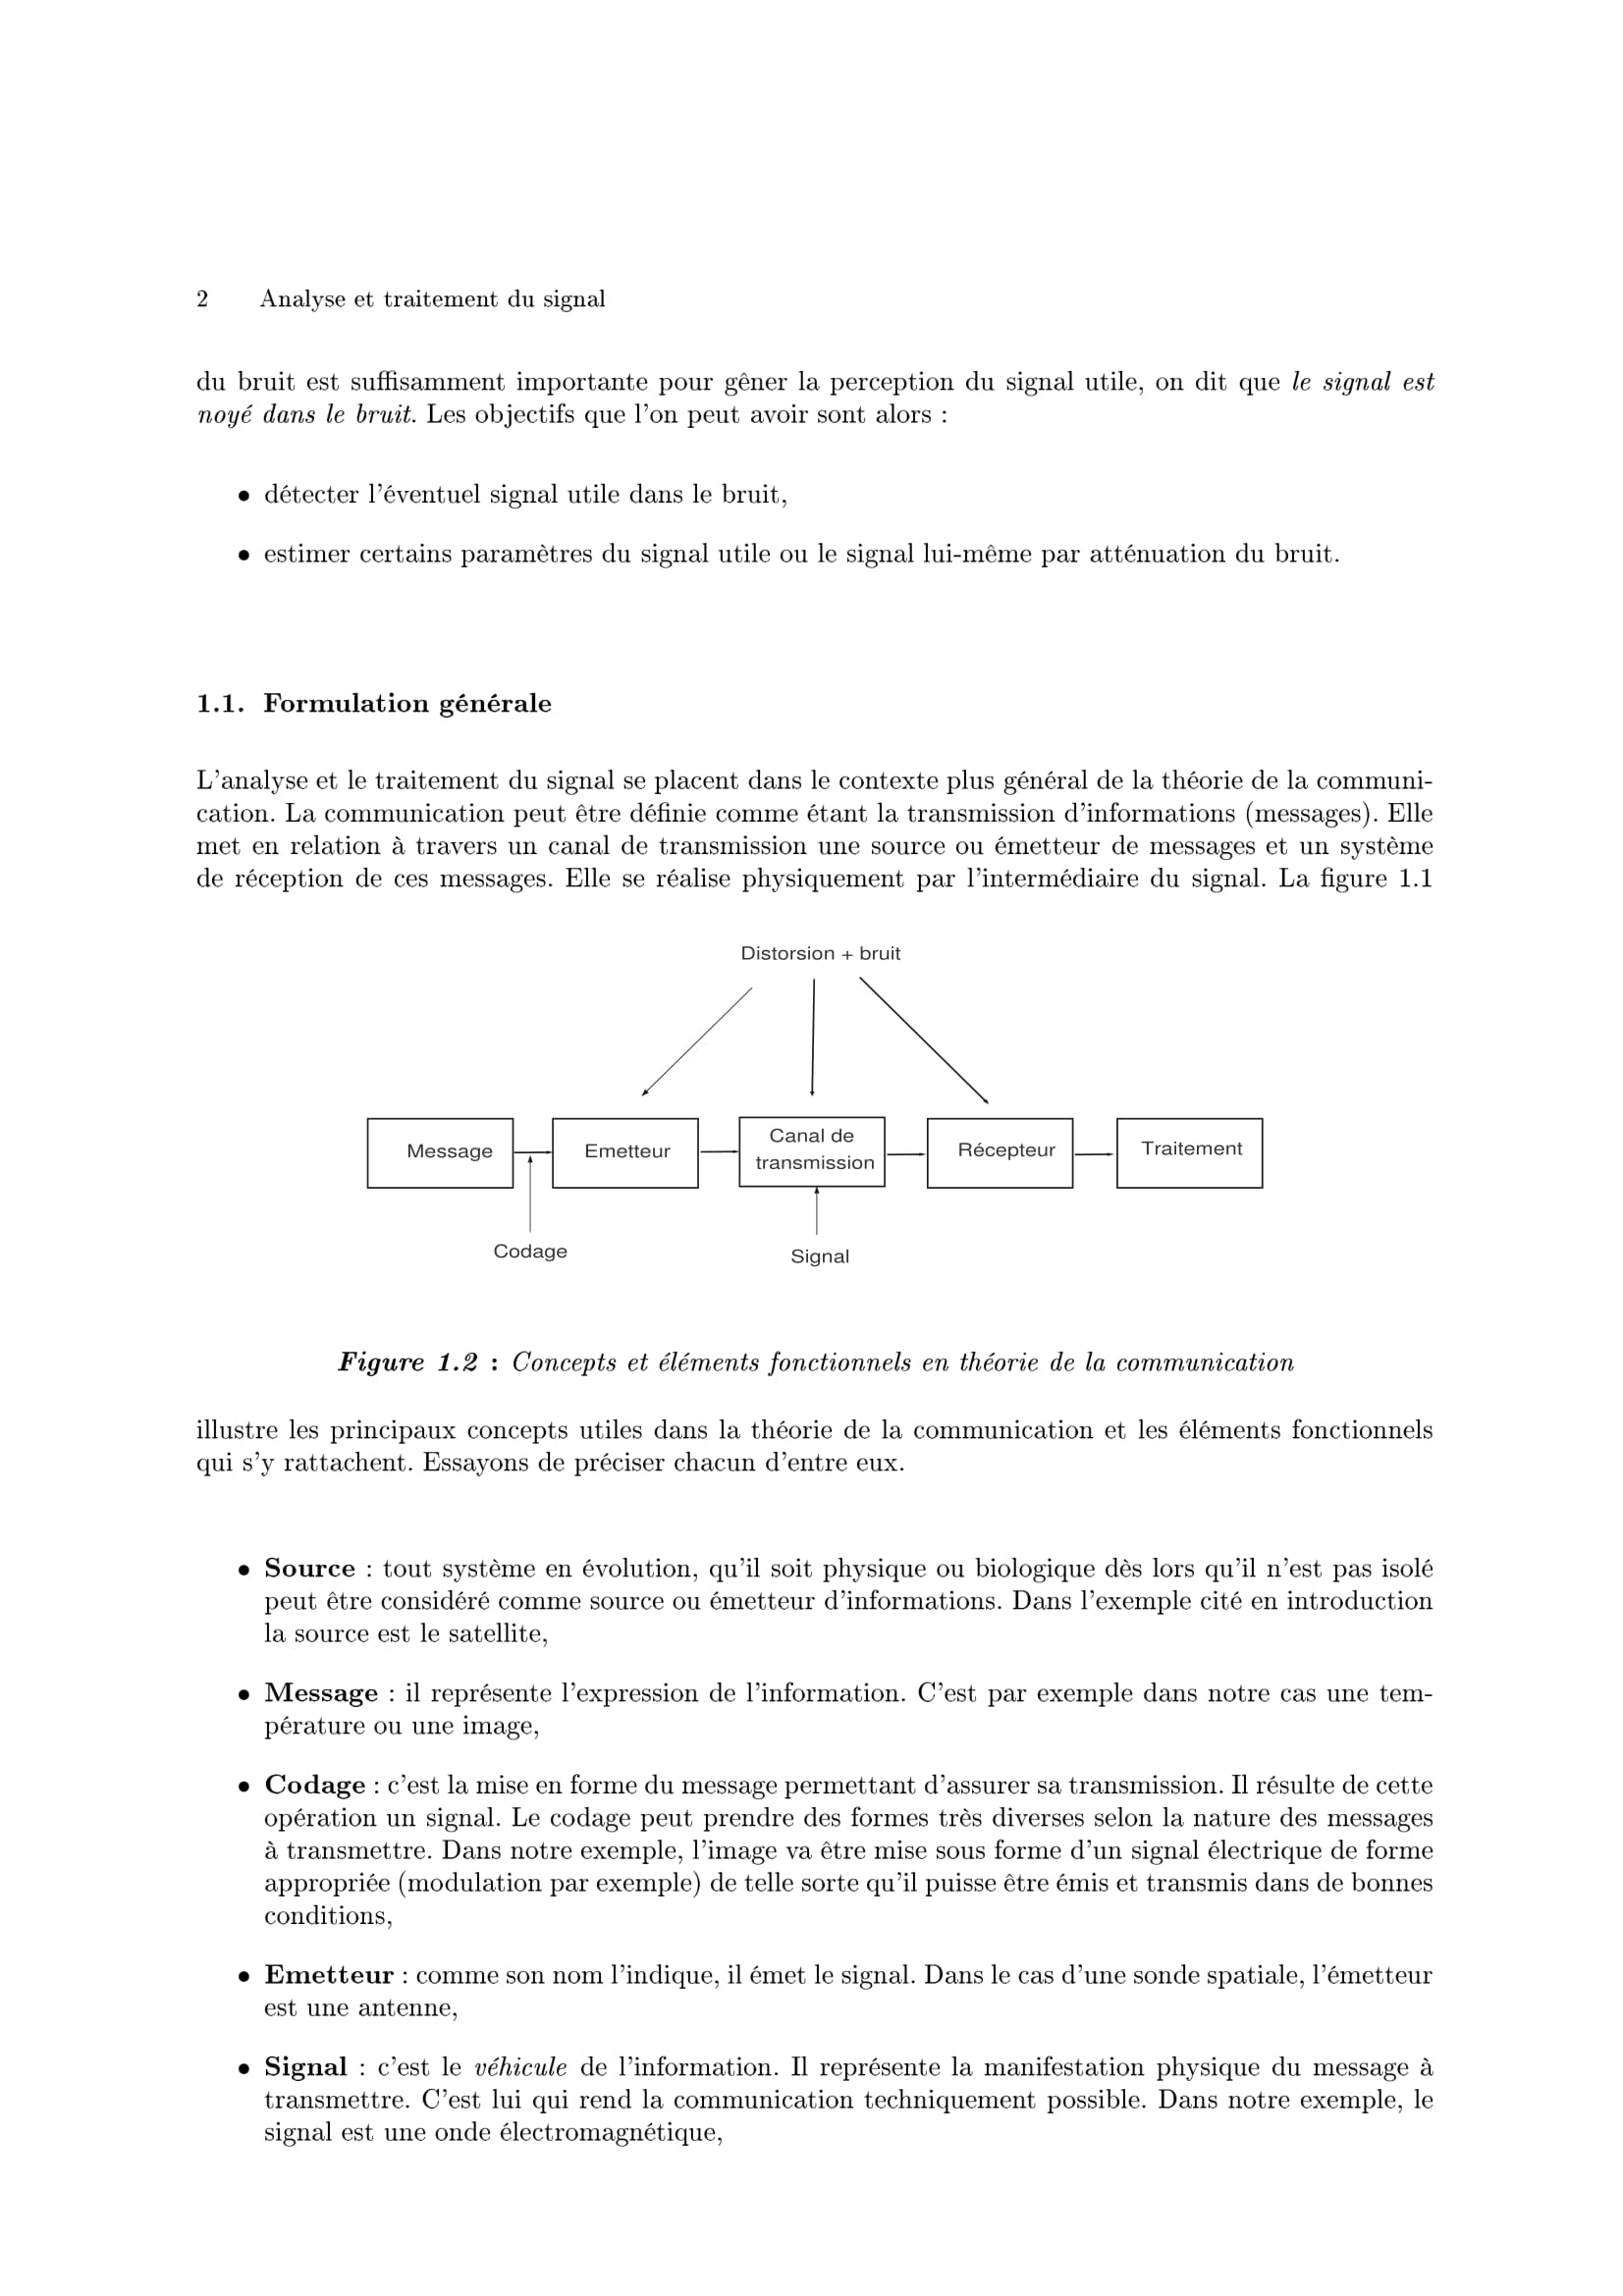 2 Analyse et traitement du signal
du bruit est suffisamment importante pour gêner la perception du signal utile, on dit que le signal est
noyé dans le bruit. Les objectifs que l'on peut avoir sont alors :
• détecter l'éventuel signal utile dans le bruit,
• estimer certains paramètres du signal utile ou le signal lui-même par atténuation du bruit.
1.1. Formulation générale
L'analyse et le traitement du signal se placent dans le contexte plus général de la théorie de la communi-
cation. La communication peut être définie comme étant la transmission d'informations (messages). Elle
met en relation à travers un canal de transmission une source ou émetteur de messages et un système
de réception de ces messages. Elle se réalise physiquement par l'intermédiaire du signal. La figure 1.1
Distorsion + bruit
Message
Emetteur
Canal de
transmission
Récepteur
Traitement
Codage
Signal
Figure 1.2 : Concepts et éléments fonctionnels en théorie de la communication
illustre les principaux concepts utiles dans la théorie de la communication et les éléments fonctionnels
qui s'y rattachent. Essayons de préciser chacun d'entre eux.
• Source : tout système en évolution, qu'il soit physique ou biologique dès lors qu'il n'est pas isolé
peut être considéré comme source ou émetteur d'informations. Dans l'exemple cité en introduction
la source est le satellite,
• Message : il représente l'expression de l'information. C'est par exemple dans notre cas une tem-
pérature ou une image,
• Codage : c'est la mise en forme du message permettant d'assurer sa transmission. Il résulte de cette
opération un signal. Le codage peut prendre des formes très diverses selon la nature des messages
à transmettre. Dans notre exemple, l'image va être mise sous forme d'un signal électrique de forme
appropriée (modulation par exemple) de telle sorte qu'il puisse être émis et transmis dans de bonnes
conditions,
• Emetteur : comme son nom l'indique, il émet le signal. Dans le cas d'une sonde spatiale, l'émetteur
est une antenne,
• Signal : c'est le véhicule de l'information. Il représente la manifestation physique du message à
transmettre. C'est lui qui rend la communication techniquement possible. Dans notre exemple, le
signal est une onde électromagnétique,